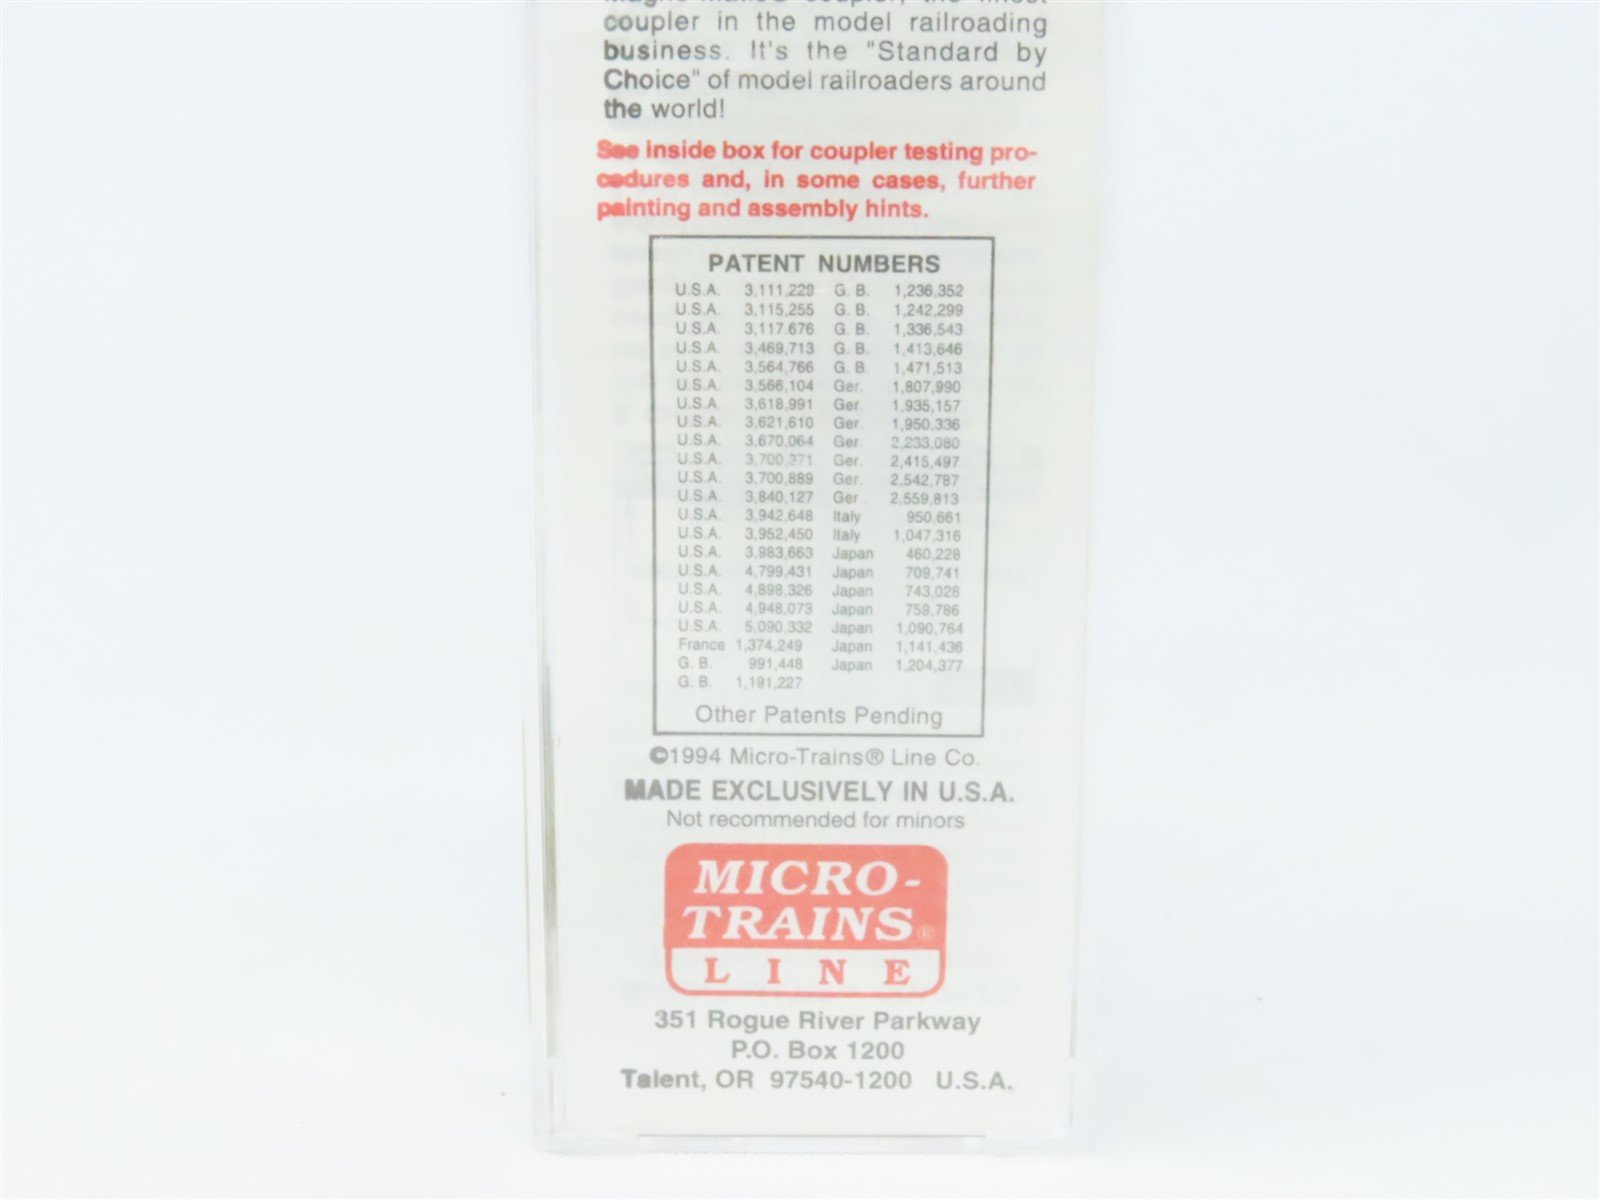 coupler in the model railroading
business. It's the "Standard by
Choice" of model railroaders around
the world!
See inside box for coupler testing pro-
cedures and, in some cases, further
painting and assembly hints.
PATENT NUMBERS
U.S.A. 3,111,229 G. B. 1,236,352
U.S.A. 3,115,255 G. B. 1,242,299
U.S.A. 3,117,676 G. B. 1,336,543
U.S.A. 3,469,713 G. B. 1,413,646
U.S.A. 3,564,766 G. B. 1,471,513
U.S.A. 3,566,104 Ger. 1,807,990
U.S.A. 3,618,991 Ger. 1,935,157
U.S.A. 3,621,610 Ger. 1,950,336
U.S.A. 3,670,064 Ger. 2,233,080
U.S.A. 3,700,371 Ger. 2,415,497
U.S.A. 3,700,889 Ger. 2,542,787
U.S.A. 3,840,127 Ger. 2,559,813
U.S.A. 3,942,648 Italy 950,661
U.S.A. 3,952,450 Italy 1,047,316
U.S.A. 3,983,663 Japan 460,228
U.S.A. 4,799,431 Japan 709,741
U.S.A. 4,898,326 Japan 743,028
U.S.A. 4,948,073 Japan 759,786
U.S.A. 5,090,332 Japan 1,090,764
France 1,374,249 Japan 1,141,436
G. B. 991,448 Japan 1,204,377
G. B. 1,191,227
Other Patents Pending
©1994 Micro-Trains® Line Co.
MADE EXCLUSIVELY IN U.S.A.
Not recommended for minors
MICRO-
TRAINS®
LINE
351 Rogue River Parkway
P.O. Box 1200
Talent, OR 97540-1200 U.S.A.